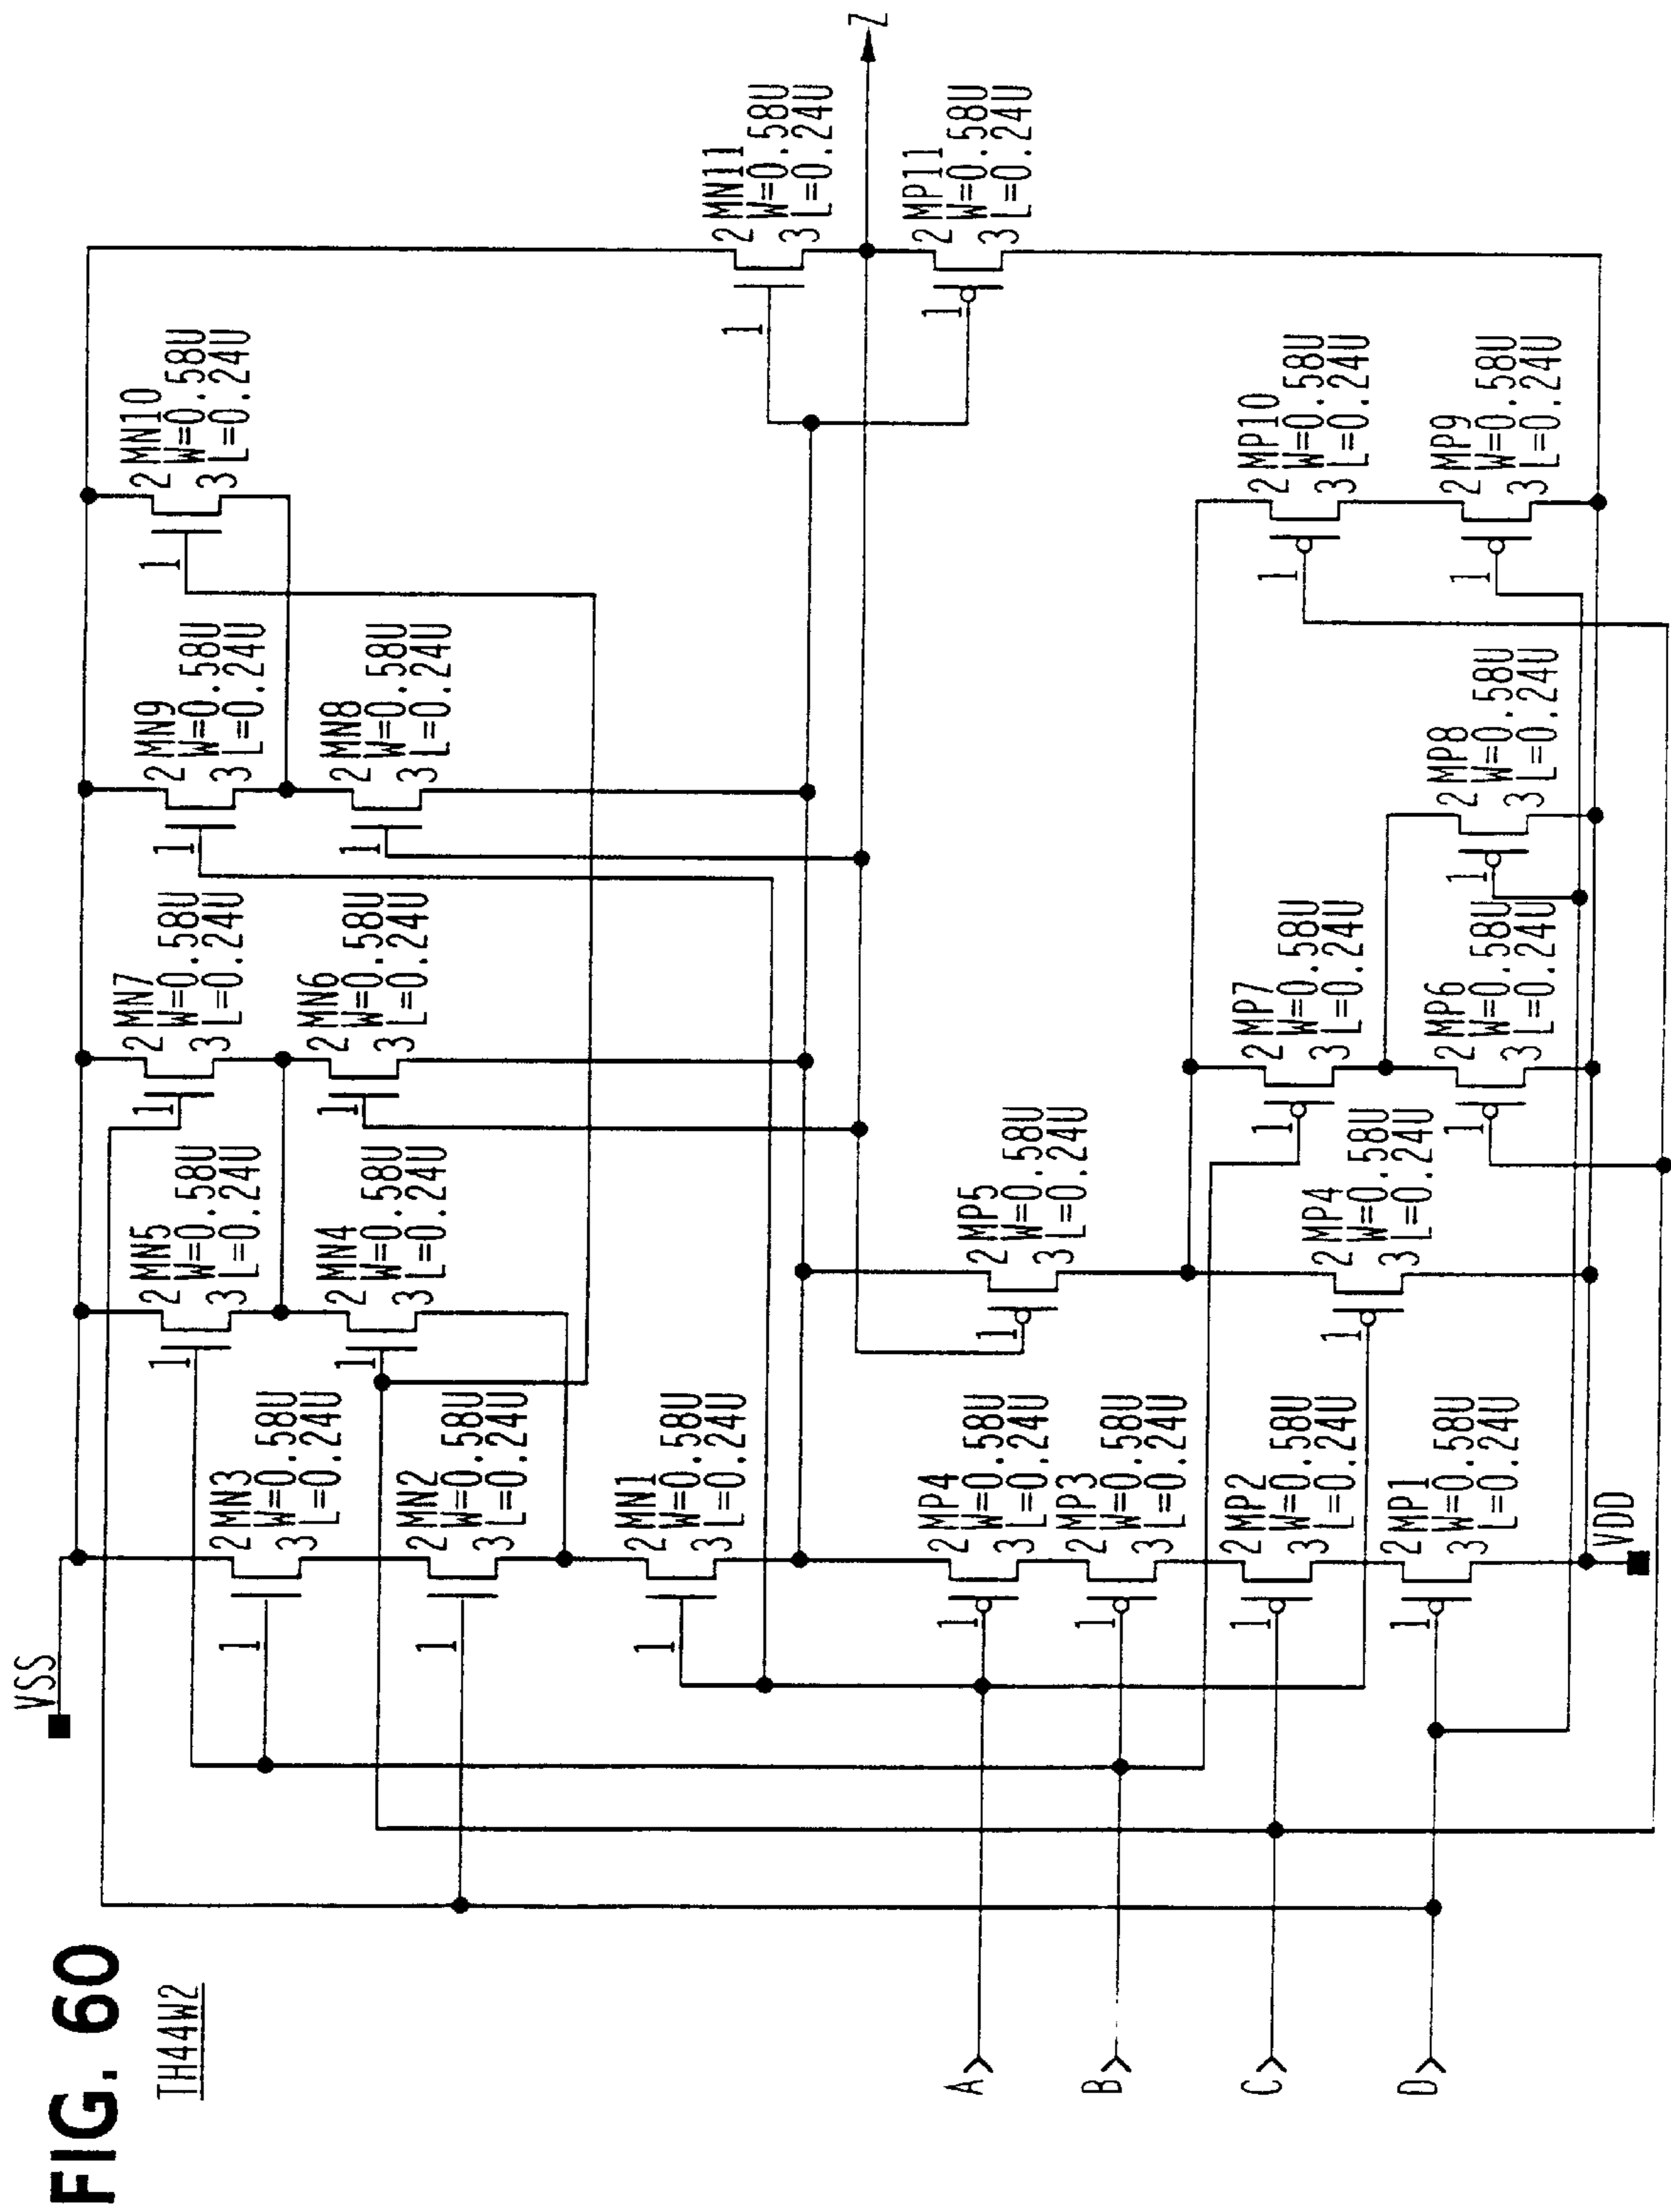 FIG. 60
TH44W2
VSS
MN3
W=0.58U
L=0.24U
2
3
1
MN2
W=0.58U
L=0.24U
2
3
1
MN1
W=0.58U
L=0.24U
2
3
1
MN5
W=0.58U
L=0.24U
2
3
1
MN4
W=0.58U
L=0.24U
2
3
1
MN7
W=0.58U
L=0.24U
2
3
1
MN6
W=0.58U
L=0.24U
2
3
1
MN9
W=0.58U
L=0.24U
2
3
1
MN8
W=0.58U
L=0.24U
2
3
1
MN10
W=0.58U
L=0.24U
2
3
1
MN11
W=0.58U
L=0.24U
2
3
1
Z
MP11
W=0.58U
L=0.24U
2
3
1
A
B
C
D
MP4
W=0.58U
L=0.24U
2
3
1
MP3
W=0.58U
L=0.24U
2
3
1
MP2
W=0.58U
L=0.24U
2
3
1
MP1
W=0.58U
L=0.24U
2
3
1
VDD
MP5
W=0.58U
L=0.24U
2
3
1
MP4
W=0.58U
L=0.24U
2
3
1
MP7
W=0.58U
L=0.24U
2
3
1
MP6
W=0.58U
L=0.24U
2
3
1
MP8
W=0.58U
L=0.24U
2
3
1
MP10
W=0.58U
L=0.24U
2
3
1
MP9
W=0.58U
L=0.24U
2
3
1